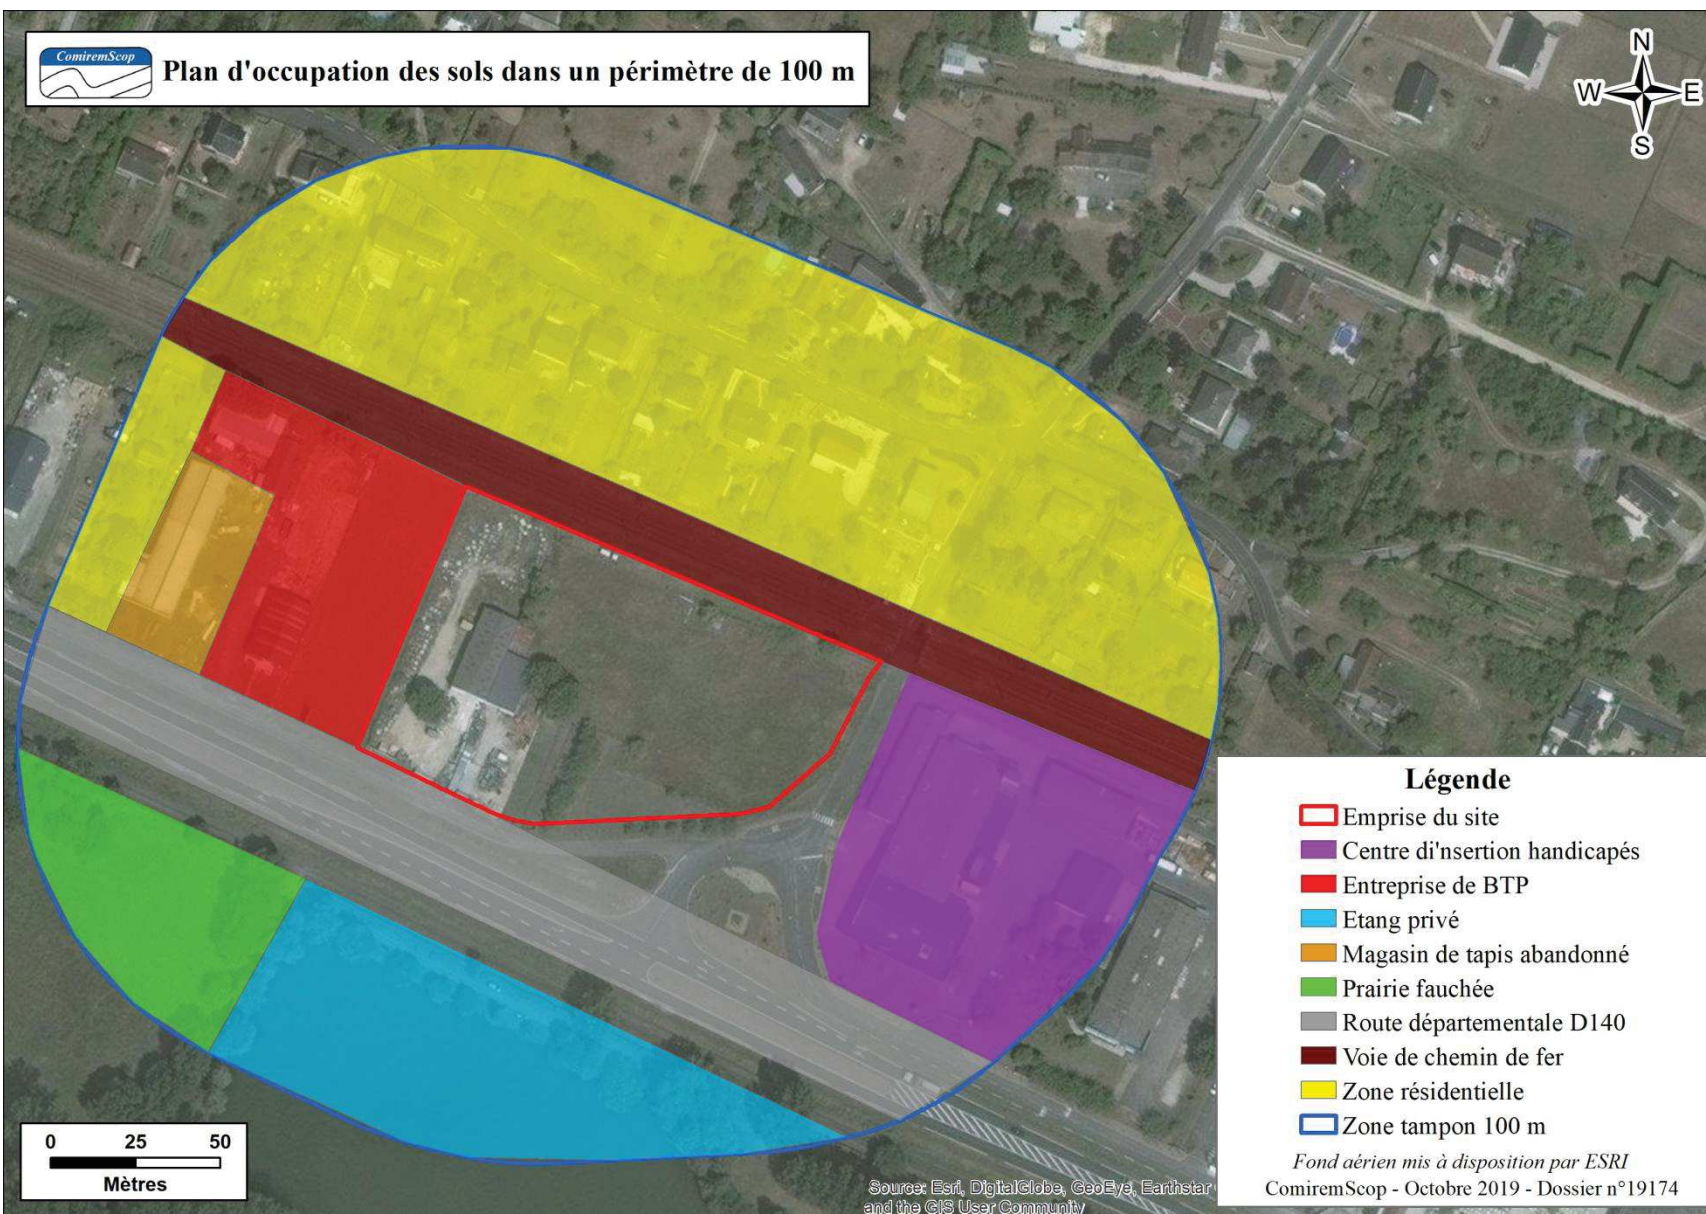 ComiremScop
Plan d'occupation des sols dans un périmètre de 100 m
N
W E
S
Légende
Emprise du site
Centre di'nsertion handicapés
Entreprise de BTP
Etang privé
Magasin de tapis abandonné
Prairie fauchée
Route départementale D140
Voie de chemin de fer
Zone résidentielle
Zone tampon 100 m
Fond aérien mis à disposition par ESRI
ComiremScop - Octobre 2019 - Dossier n°19174
0 25 50
Mètres
Source: Esri, DigitalGlobe, GeoEye, Earthstar
and the GIS User Community